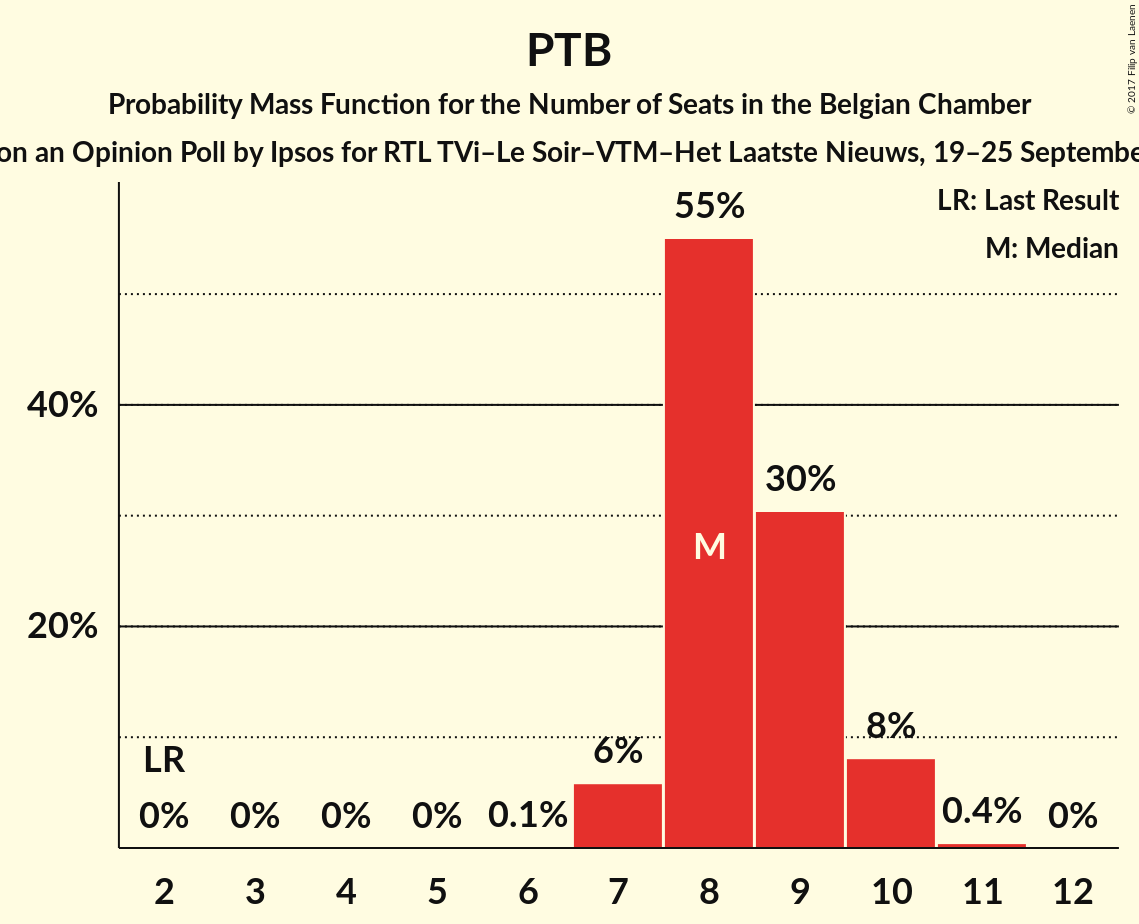 PTB
Probability Mass Function for the Number of Seats in the Belgian Chamber
on an Opinion Poll by Ipsos for RTL TVi–Le Soir–VTM–Het Laatste Nieuws, 19–25 Septembe
© 2017 Filip van Laenen
LR: Last Result
M: Median
55%
40%
30%
M
20%
8%
6%
LR
0% 0% 0% 0% 0.1% 0.4% 0%
2 3 4 5 6 7 8 9 10 11 12